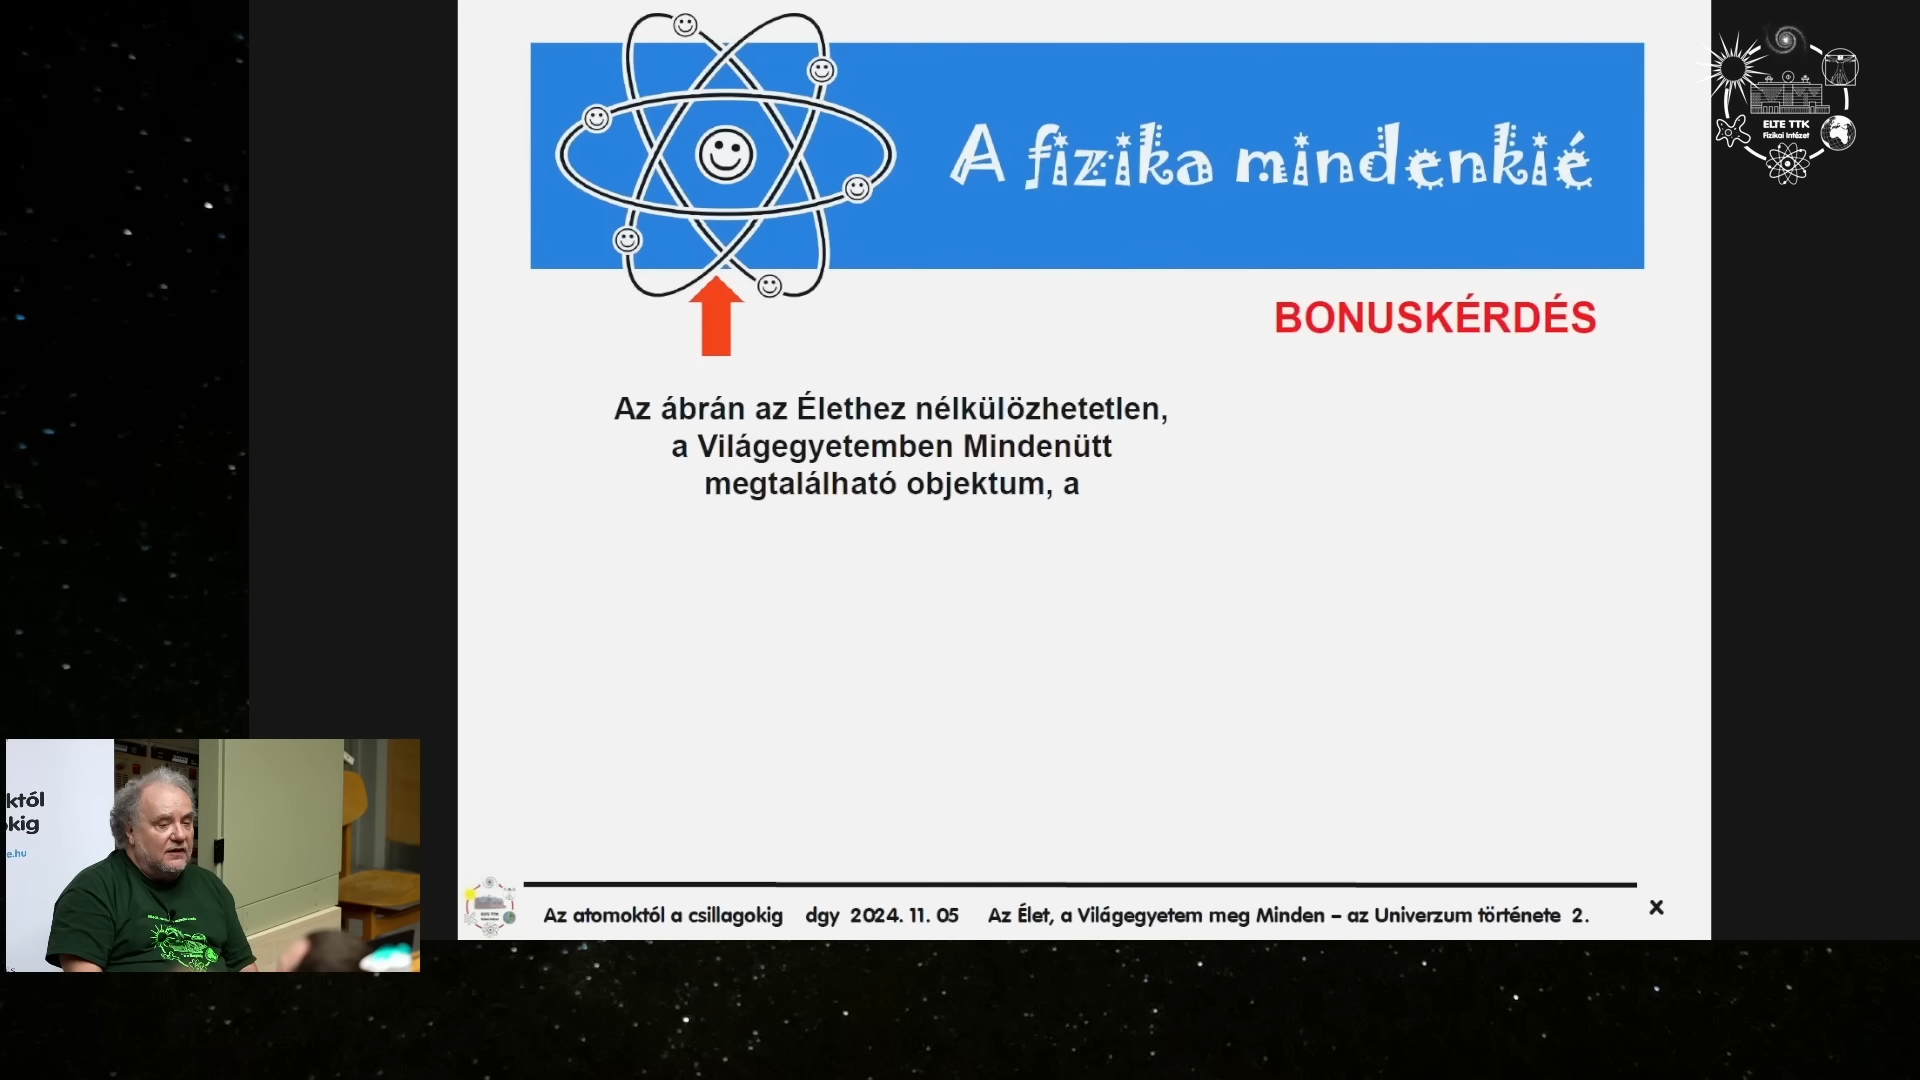 A fizika mindenkié
ELTE TTK
Fizikai Intézet
BONUSKÉRDÉS
Az ábrán az Élethez nélkülözhetetlen,
a Világegyetemben Mindenütt
megtalálható objektum, a
któl
kig
e.hu
Az atomoktól a csillagokig dgy 2024. 11. 05 Az Élet, a Világegyetem meg Minden – az Univerzum története 2.
x